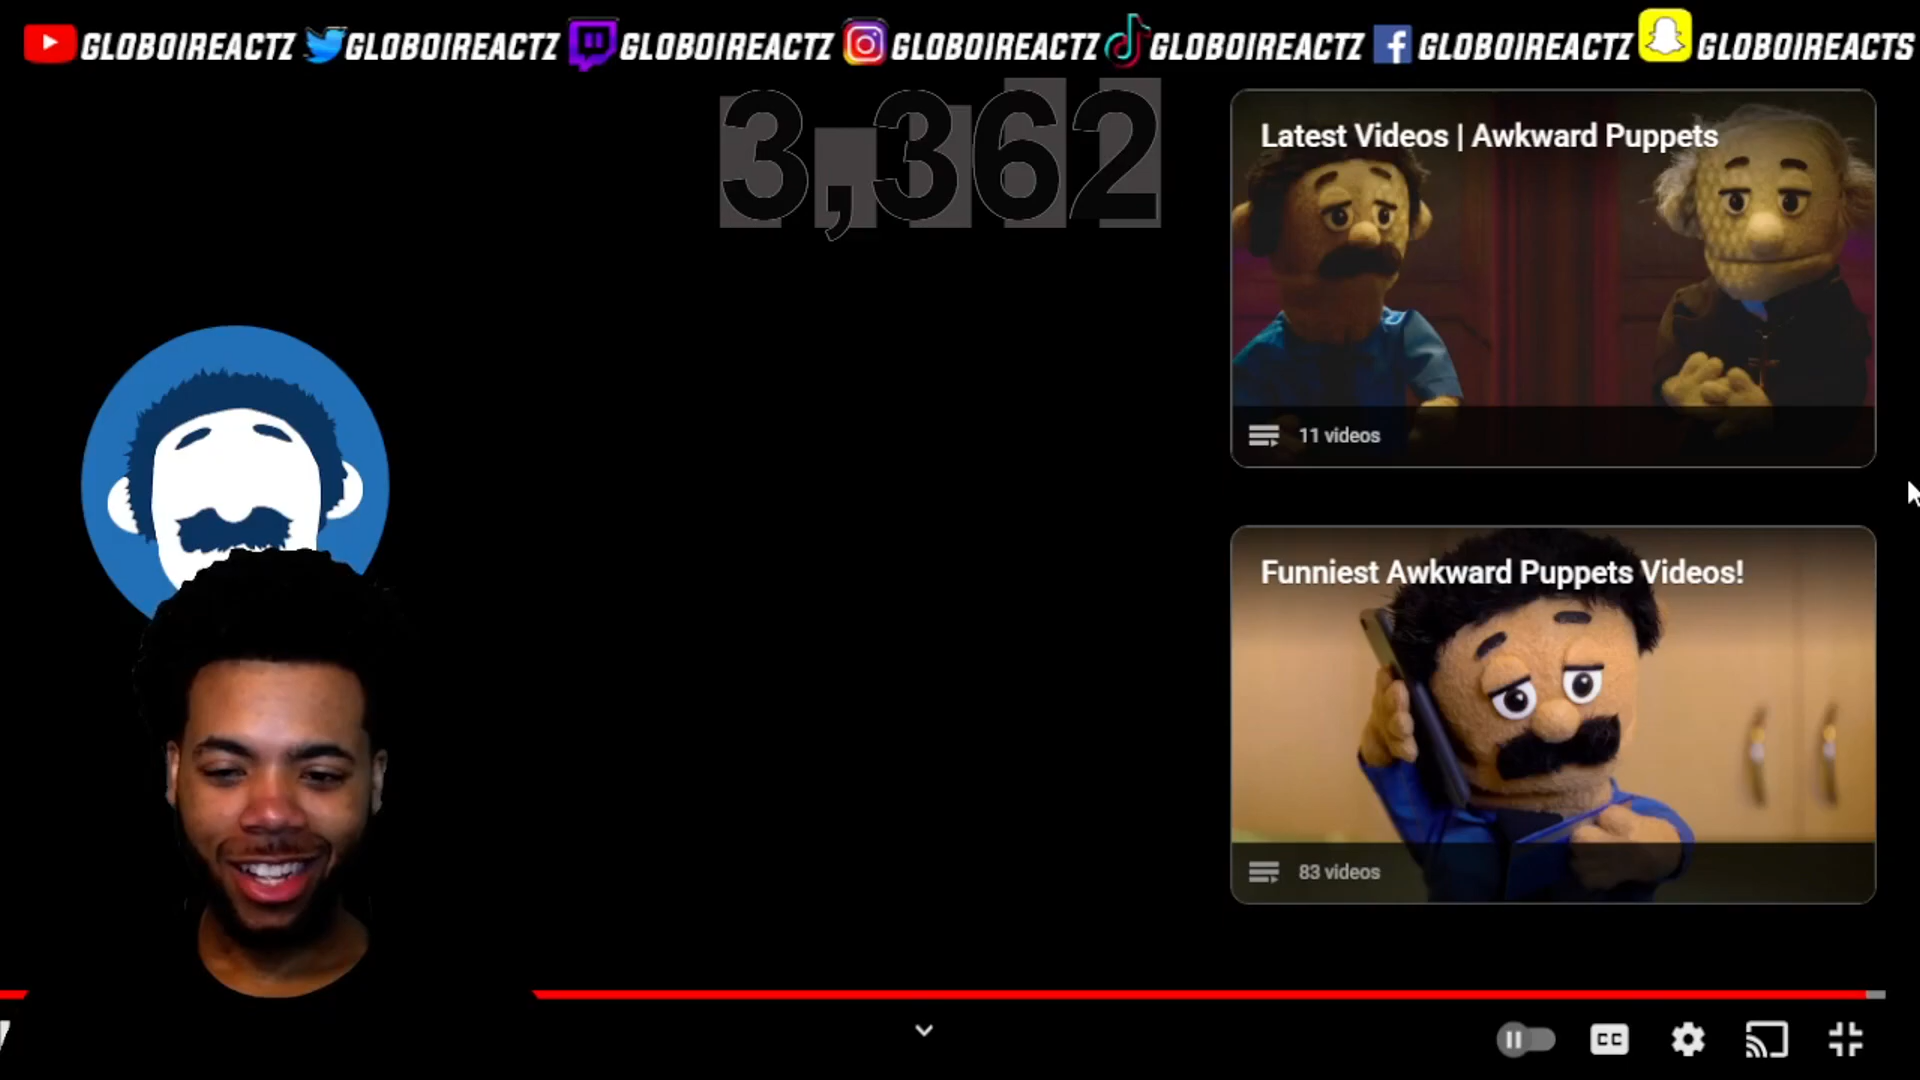 GLOBOIREACTZ GLOBOIREACTZ GLOBOIREACTZ GLOBOIREACTZ GLOBOIREACTZ GLOBOIREACTZ GLOBOIREACTS
3,362
Latest Videos | Awkward Puppets
11 videos
Funniest Awkward Puppets Videos!
83 videos
CC